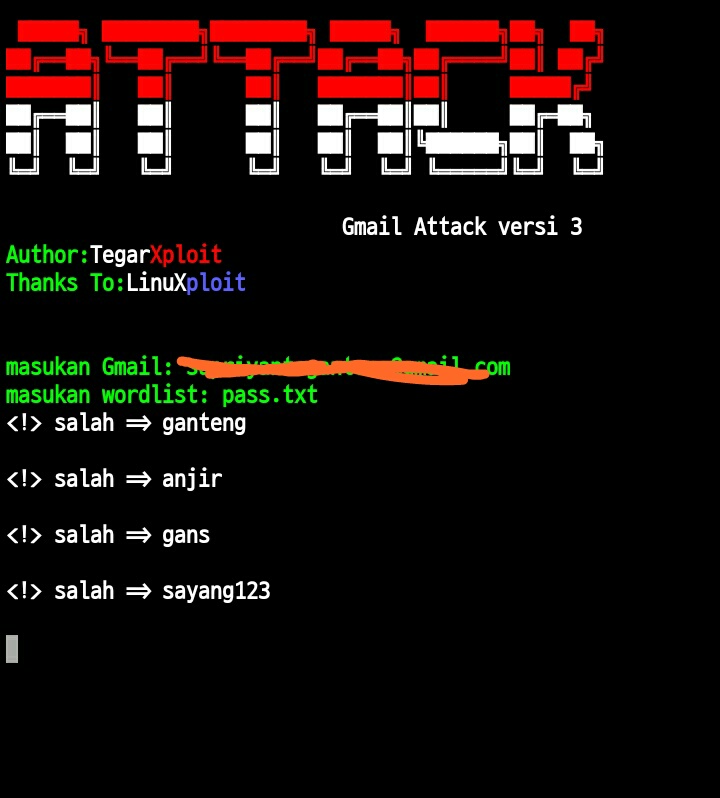 ATTACK
Gmail Attack versi 3
Author:TegarXploit
Thanks To:LinuXploit
masukan Gmail:
masukan wordlist: pass.txt
<!> salah => ganteng
<!> salah => anjir
<!> salah => gans
<!> salah => sayang123